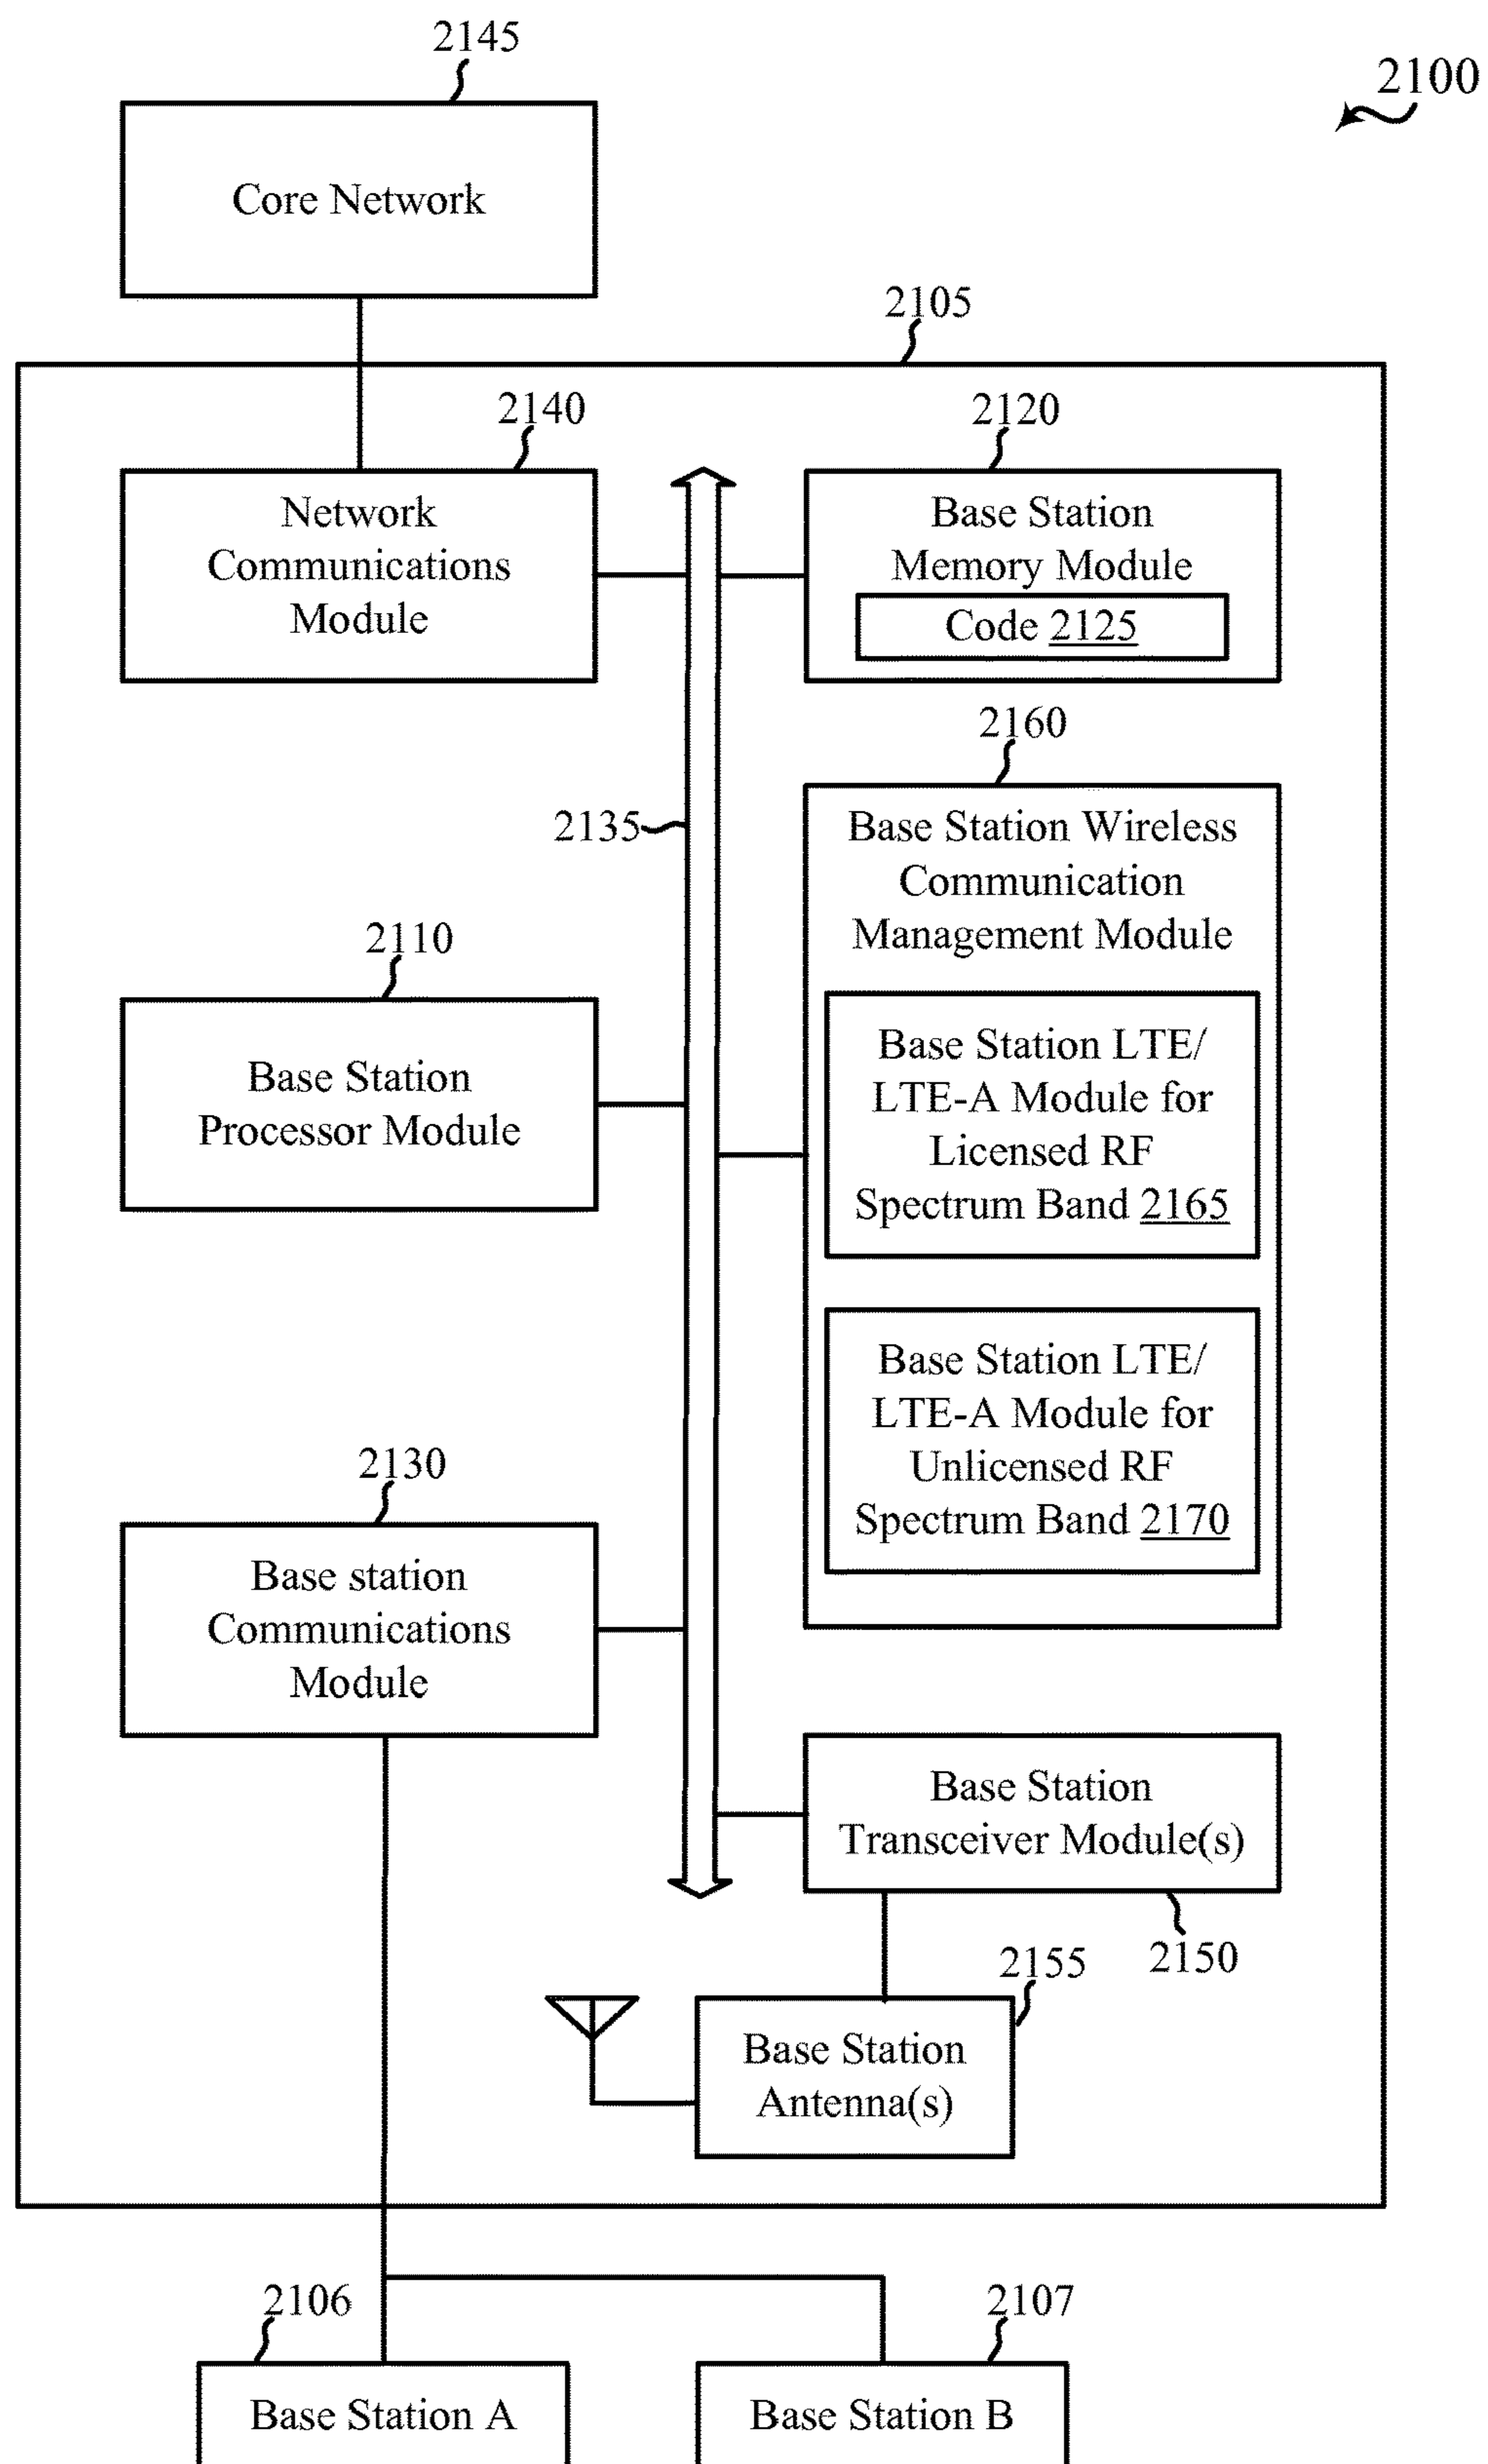 2145
2100
Core Network
2105
2140
2120
Network
Communications
Module
Base Station
Memory Module
Code 2125
2160
2135
Base Station Wireless
Communication
Management Module
2110
Base Station
Processor Module
Base Station LTE/
LTE-A Module for
Licensed RF
Spectrum Band 2165
Base Station LTE/
LTE-A Module for
Unlicensed RF
Spectrum Band 2170
2130
Base station
Communications
Module
Base Station
Transceiver Module(s)
2150
2155
Base Station
Antenna(s)
2106
2107
Base Station A
Base Station B